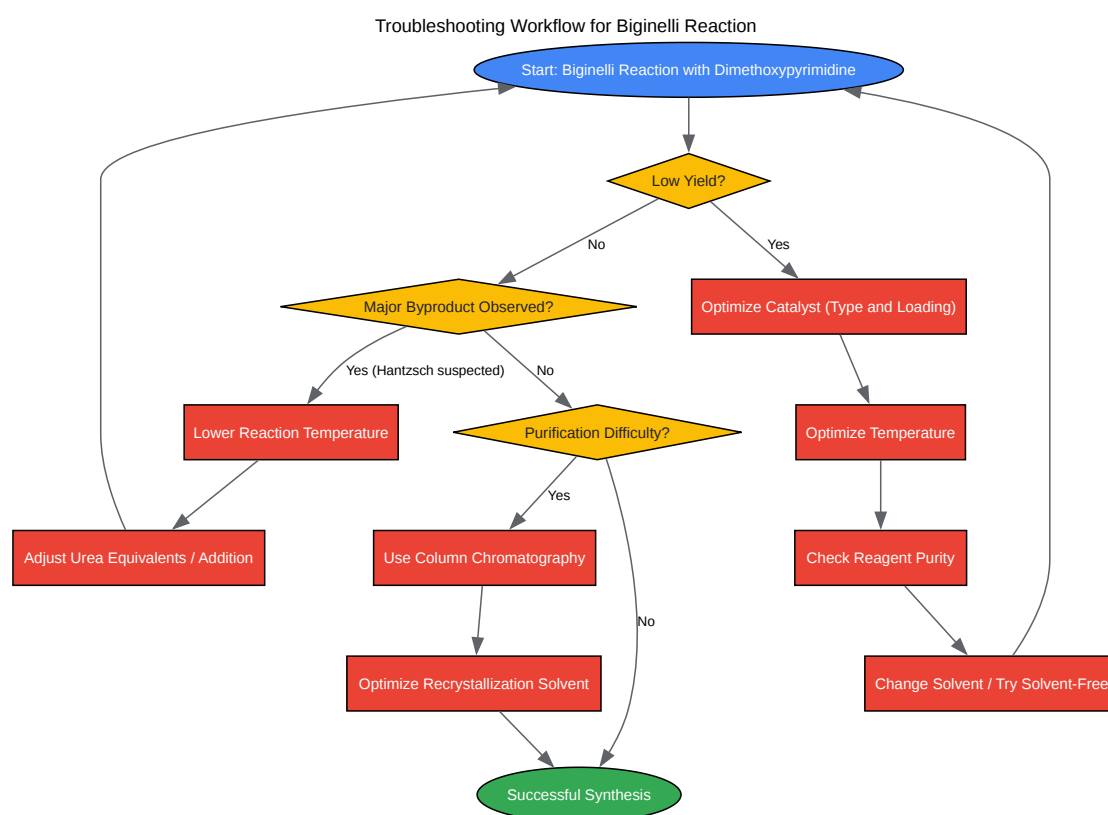 Troubleshooting Workflow for Biginelli Reaction
Start: Biginelli Reaction with Dimethoxypyrimidine
Low Yield?
No
Yes
Major Byproduct Observed?
Optimize Catalyst (Type and Loading)
Yes (Hantzsch suspected)
No
Lower Reaction Temperature
Purification Difficulty?
Optimize Temperature
Yes
Adjust Urea Equivalents / Addition
Use Column Chromatography
Check Reagent Purity
No
Optimize Recrystallization Solvent
Change Solvent / Try Solvent-Free
Successful Synthesis